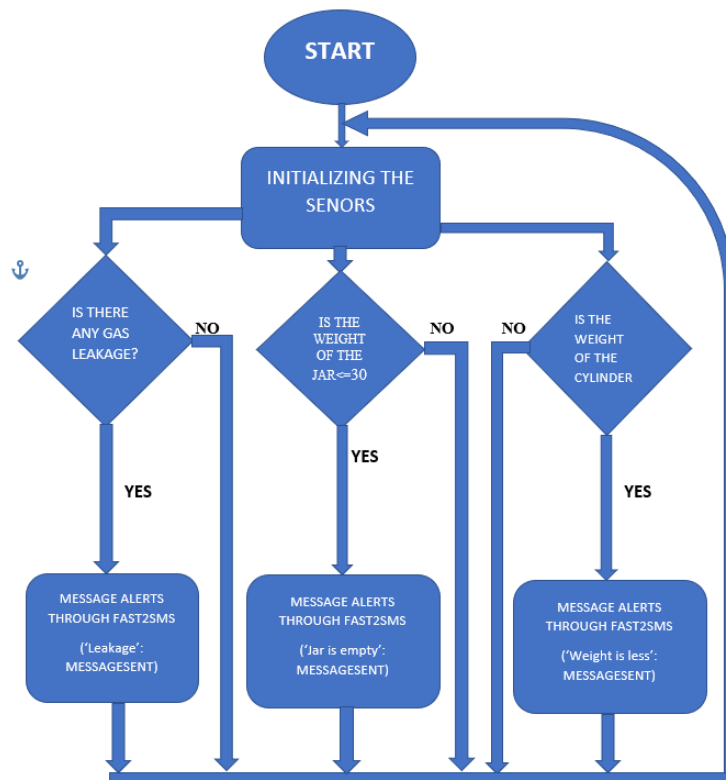 START
INITIALIZING THE
SENORS
IS THERE
ANY GAS
LEAKAGE?
NO
IS THE
WEIGHT
OF THE
JAR<=30
NO
NO
IS THE
WEIGHT
OF THE
CYLINDER
YES
YES
YES
MESSAGE ALERTS
THROUGH FAST2SMS
(‘Leakage’:
MESSAGESENT)
MESSAGE ALERTS
THROUGH FAST2SMS
(‘Jar is empty’:
MESSAGESENT)
MESSAGE ALERTS
THROUGH FAST2SMS
(‘Weight is less’:
MESSAGESENT)